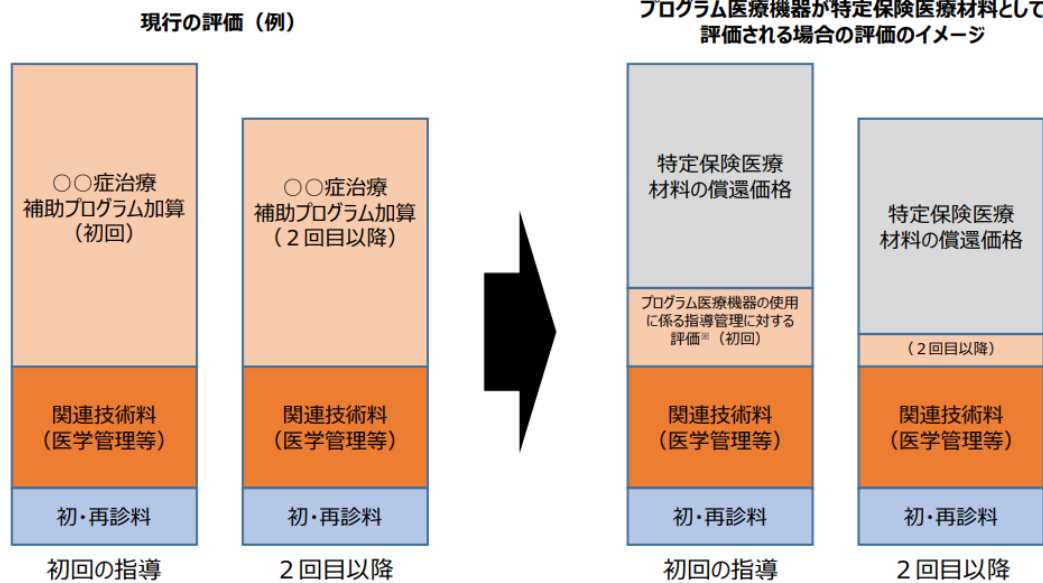 現行の評価（例）
○○症治療
補助プログラム加算
（初回）
関連技術料
（医学管理等）
初・再診料
初回の指導
○○症治療
補助プログラム加算
（２回目以降）
関連技術料
（医学管理等）
初・再診料
２回目以降
プログラム医療機器が特定保険医療材料として
評価される場合の評価のイメージ
特定保険医療
材料の償還価格
プログラム医療機器の使用
に係る指導管理に対する
評価※（初回）
関連技術料
（医学管理等）
初・再診料
初回の指導
特定保険医療
材料の償還価格
（２回目以降）
関連技術料
（医学管理等）
初・再診料
２回目以降